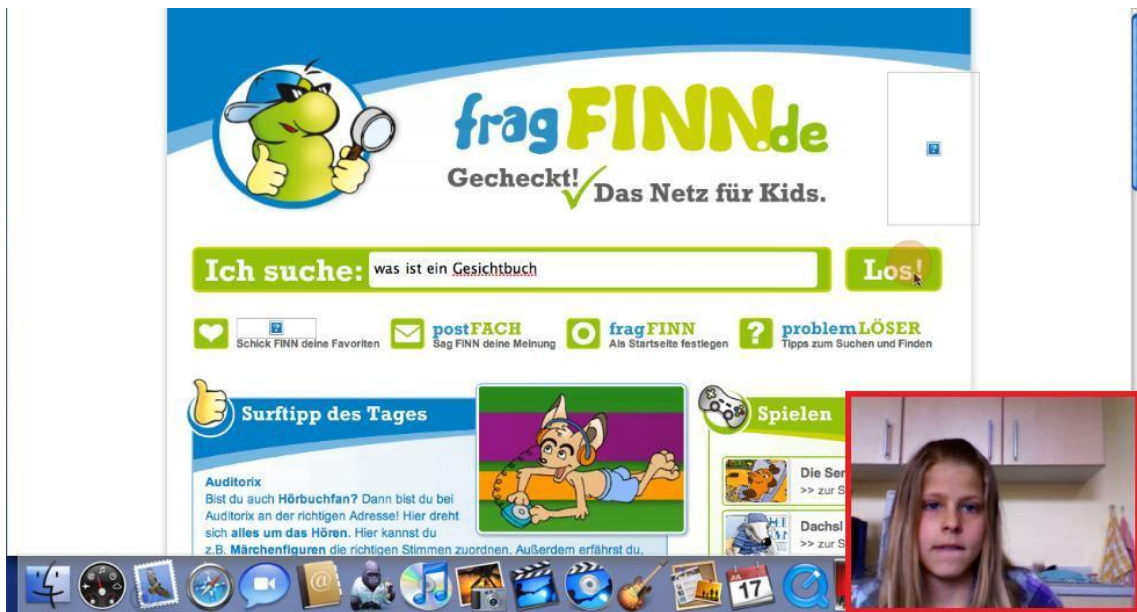 fragFINN.de
Gecheckt! Das Netz für Kids.
Ich suche: was ist ein Gesichtbuch Los!
postFACH fragFINN problemLÖSER
Schick FINN deine Favoriten Sag FINN deine Meinung Als Startseite festlegen Tipps zum Suchen und Finden
Surftipp des Tages
Auditorix
Bist du auch Hörbuchfan? Dann bist du bei
Auditorix an der richtigen Adresse! Hier dreht
sich alles um das Hören. Hier kannst du
z.B. Märchenfiguren die richtigen Stimmen zuordnen. Außerdem erfährst du,
Spielen
Die Ser
>> zur S
Dachsl
>> zur S
JUL
17